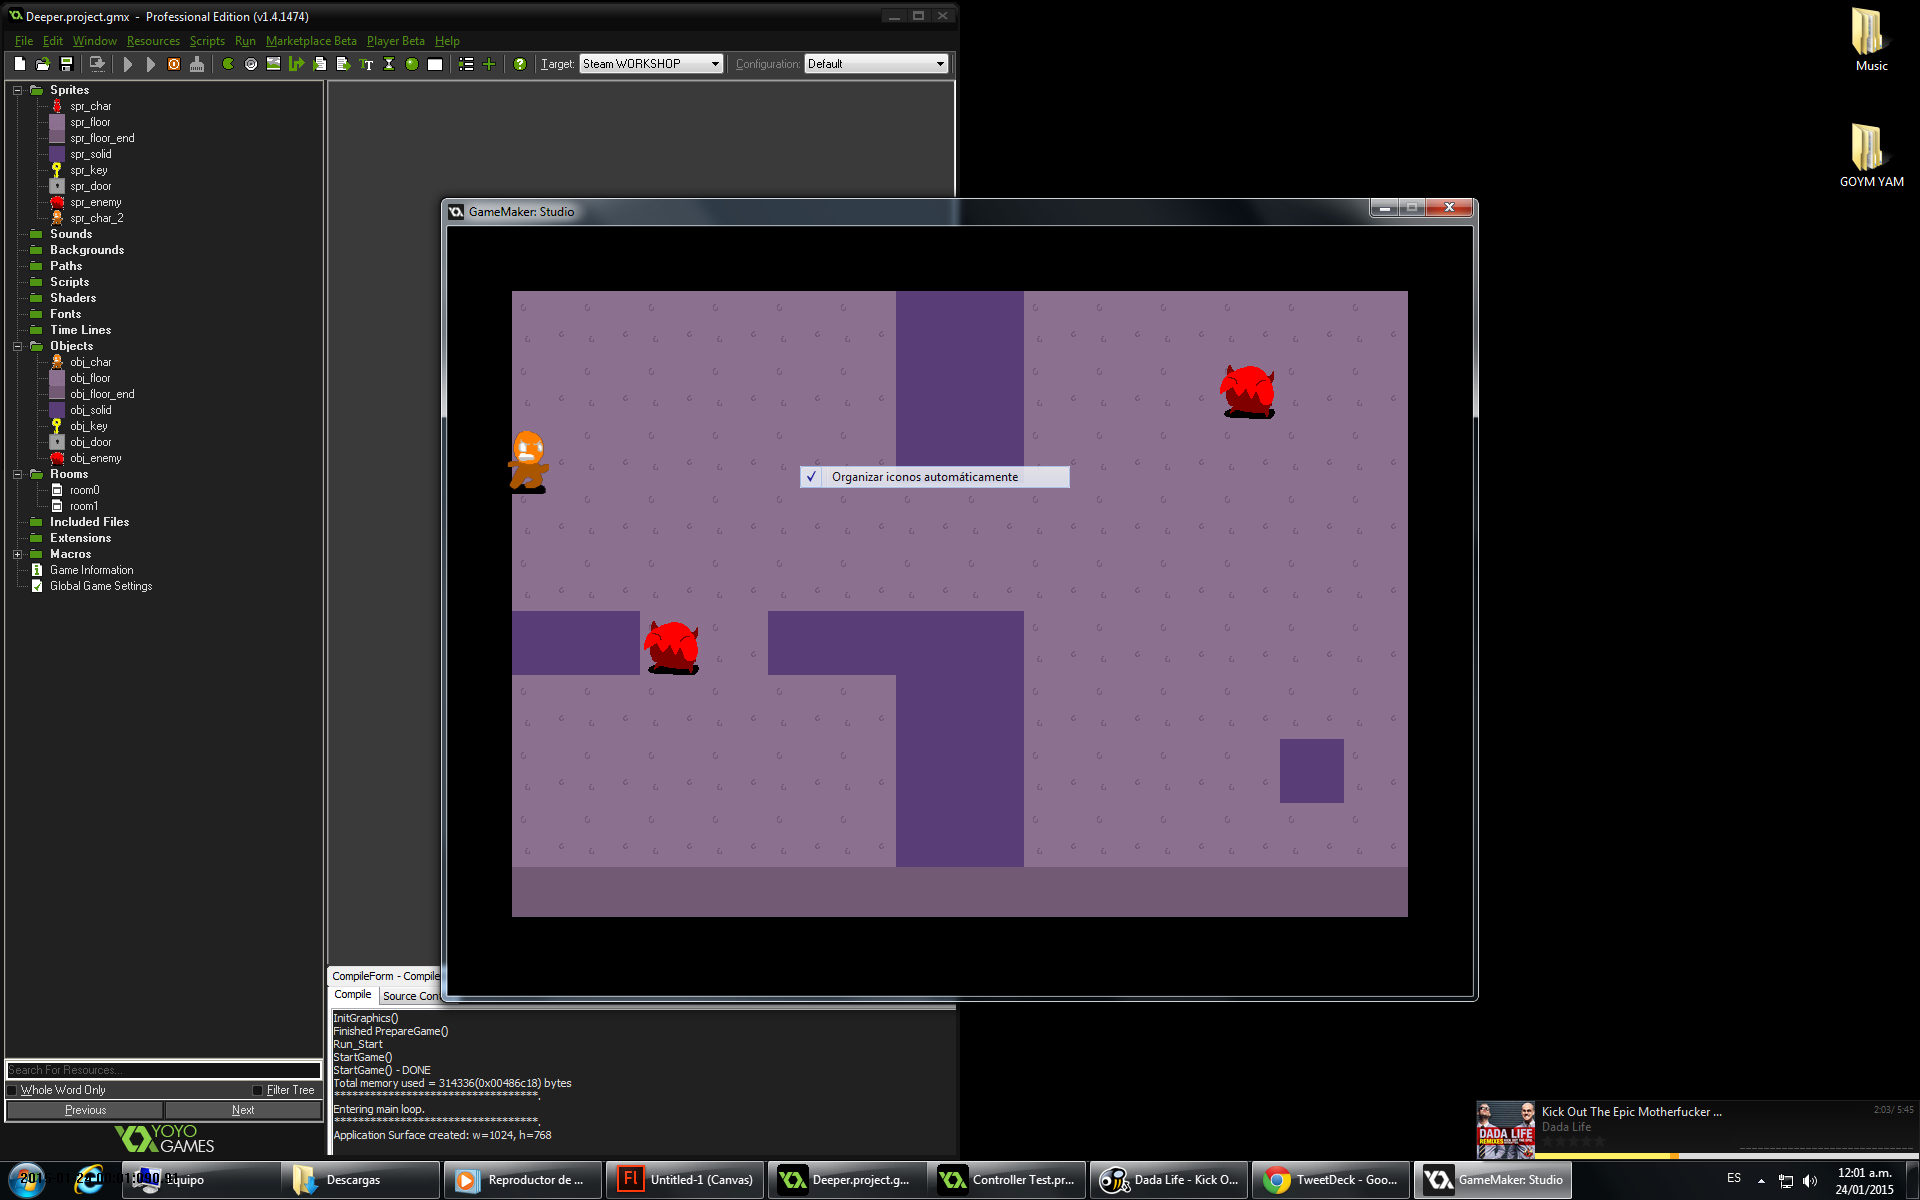 Deeper.project.gmx - Professional Edition (v1.4.1474)
File Edit Window Resources Scripts Run Marketplace Beta Player Beta Help
Target: Steam WORKSHOP Configuration: Default
Sprites
spr_char
spr_floor
spr_floor_end
spr_solid
spr_key
spr_door
spr_enemy
spr_char_2
Sounds
Backgrounds
Paths
Scripts
Shaders
Fonts
Time Lines
Objects
obj_char
obj_floor
obj_floor_end
obj_solid
obj_key
obj_door
obj_enemy
Rooms
room0
room1
Included Files
Extensions
Macros
Game Information
Global Game Settings
Search For Resources...
Whole Word Only Filter Tree
Previous Next
YOYO
GAMES
GameMaker: Studio
Organizar iconos automáticamente
CompileForm - Compile
Compile Source Con
InitGraphics()
Finished PrepareGame()
Run_Start
StartGame()
StartGame() - DONE
Total memory used = 314336(0x00486c18) bytes
***********************************.
Entering main loop.
***********************************.
Application Surface created: w=1024, h=768
Music
GOYM YAM
Kick Out The Epic Motherfucker ...
2:03/ 5:45
Dada Life
DADA LIFE
Equipo
Descargas
Reproductor de ...
Fl
Untitled-1 (Canvas)
Deeper.project.g...
Controller Test.pr...
Dada Life - Kick O...
TweetDeck - Goo...
GameMaker: Studio
ES
12:01 a.m.
24/01/2015